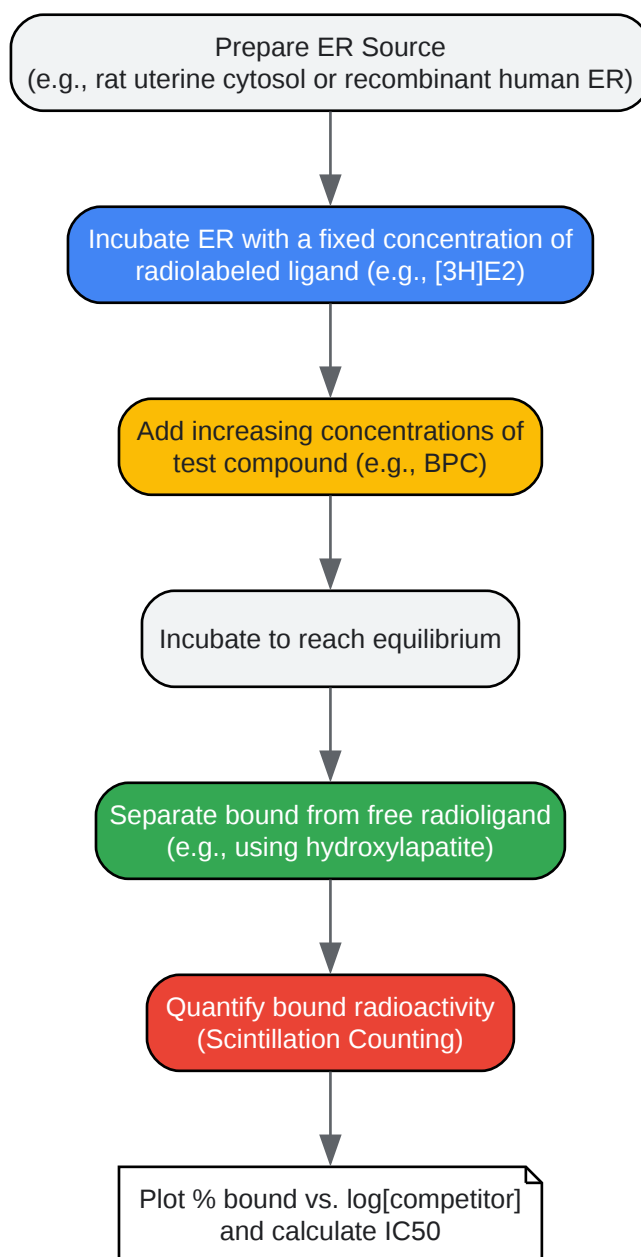 Prepare ER Source
(e.g., rat uterine cytosol or recombinant human ER)
Incubate ER with a fixed concentration of
radiolabeled ligand (e.g., [3H]E2)
Add increasing concentrations of
test compound (e.g., BPC)
Incubate to reach equilibrium
Separate bound from free radioligand
(e.g., using hydroxylapatite)
Quantify bound radioactivity
(Scintillation Counting)
Plot % bound vs. log[competitor]
and calculate IC50